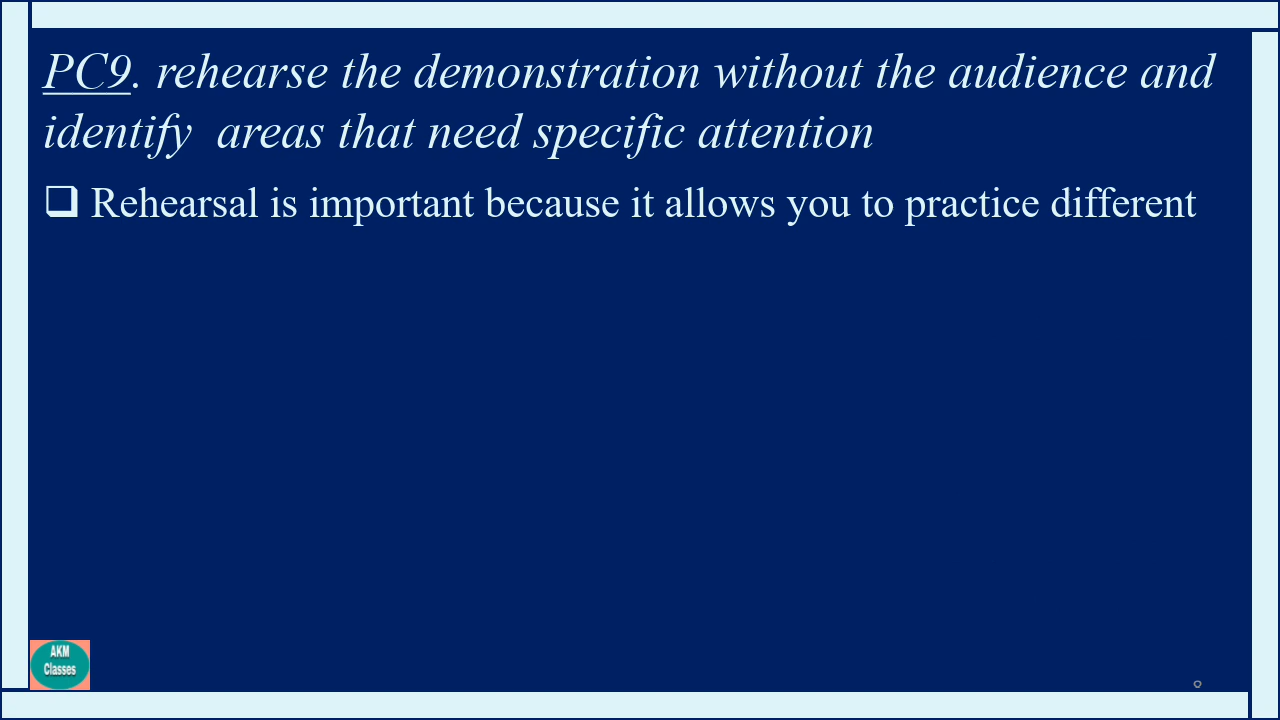 PC9. rehearse the demonstration without the audience and
identify  areas that need specific attention
❑ Rehearsal is important because it allows you to practice different
AKM
Classes